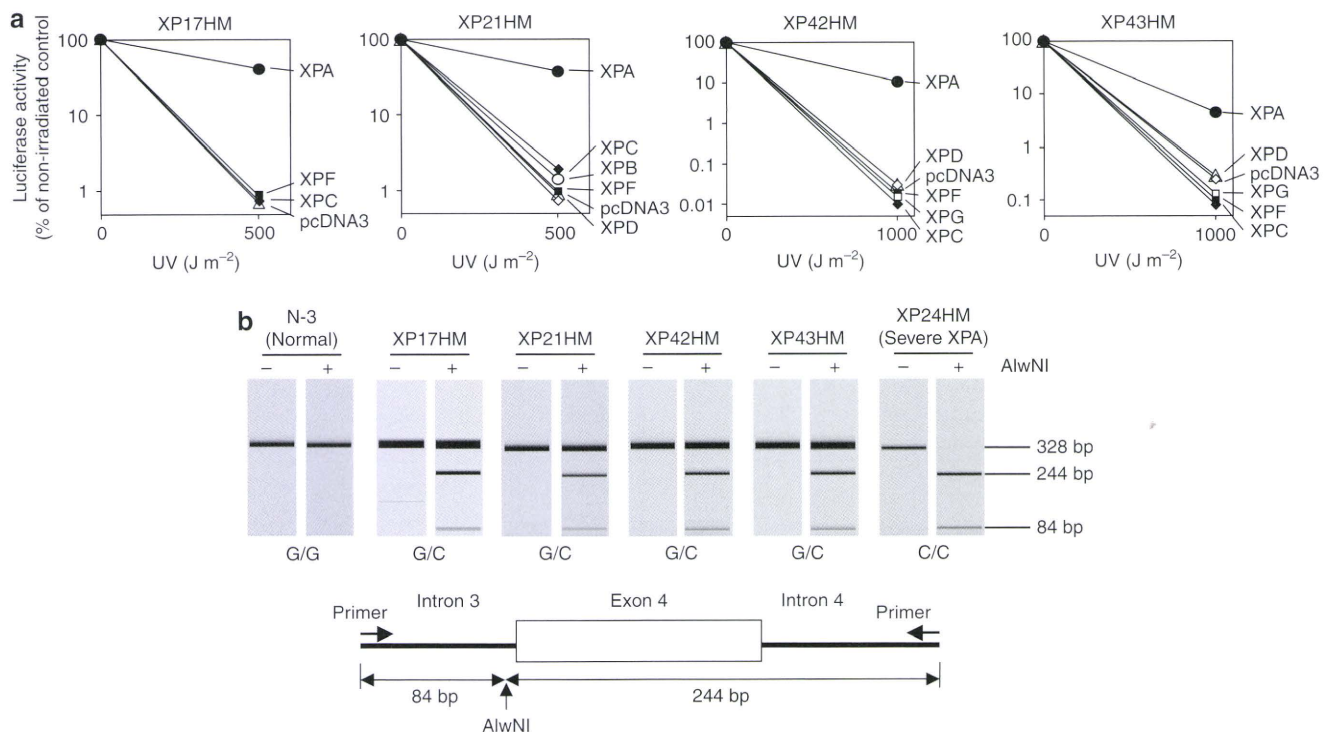 a
XP17HM
XP21HM
XP42HM
XP43HM
Luciferase activity
(% of non-irradiated control
100
10
1
0
500
UV (J m⁻²)
XPA
XPF
XPC
pcDNA3
100
10
1
0
500
UV (J m⁻²)
XPA
XPC
XPB
XPF
pcDNA3
XPD
100
10
1
0.1
0.01
0
1000
UV (J m⁻²)
XPA
XPD
pcDNA3
XPF
XPG
XPC
100
10
1
0.1
0
1000
UV (J m⁻²)
XPA
XPD
pcDNA3
XPG
XPF
XPC
b
N-3
(Normal)
XP17HM
XP21HM
XP42HM
XP43HM
XP24HM
(Severe XPA)
– + – + – + – + – + – + AlwNI
328 bp
244 bp
84 bp
G/G G/C G/C G/C G/C C/C
Primer
Intron 3
Exon 4
Intron 4
Primer
84 bp
244 bp
AlwNI